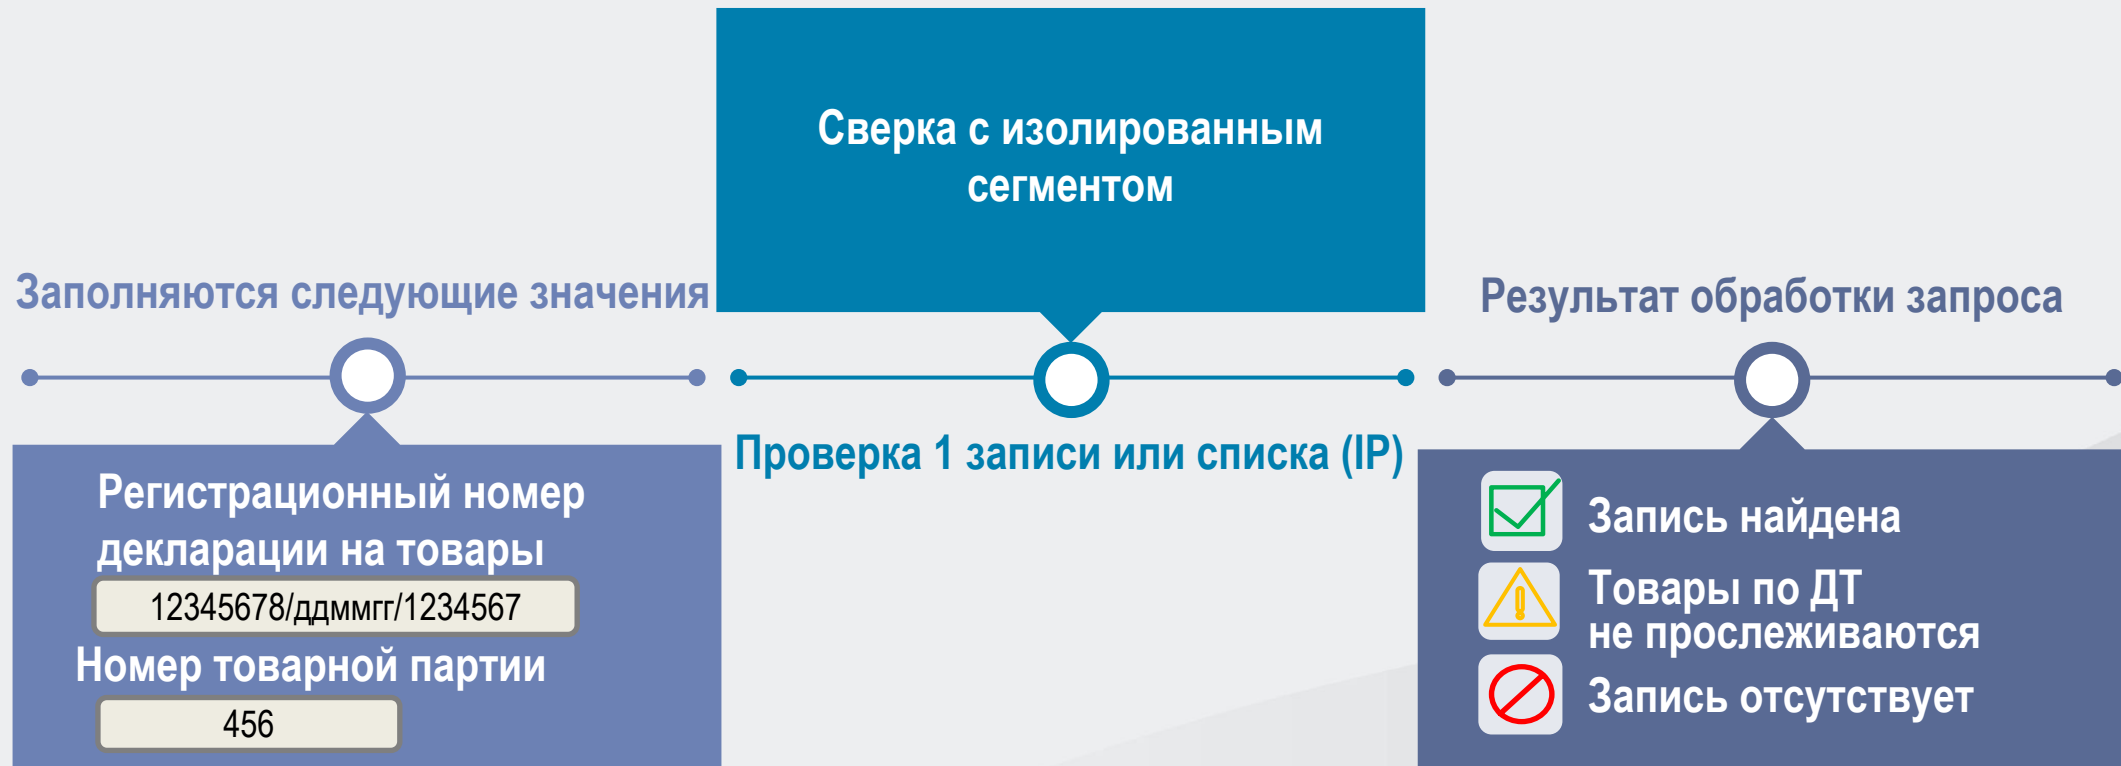 Заполняются следующие значения
Регистрационный номер
декларации на товары
12345678/ддммгг/1234567
Номер товарной партии
456
Сверка с изолированным
сегментом
Проверка 1 записи или списка (IP)
Результат обработки запроса
Запись найдена
Товары по ДТ
не прослеживаются
Запись отсутствует